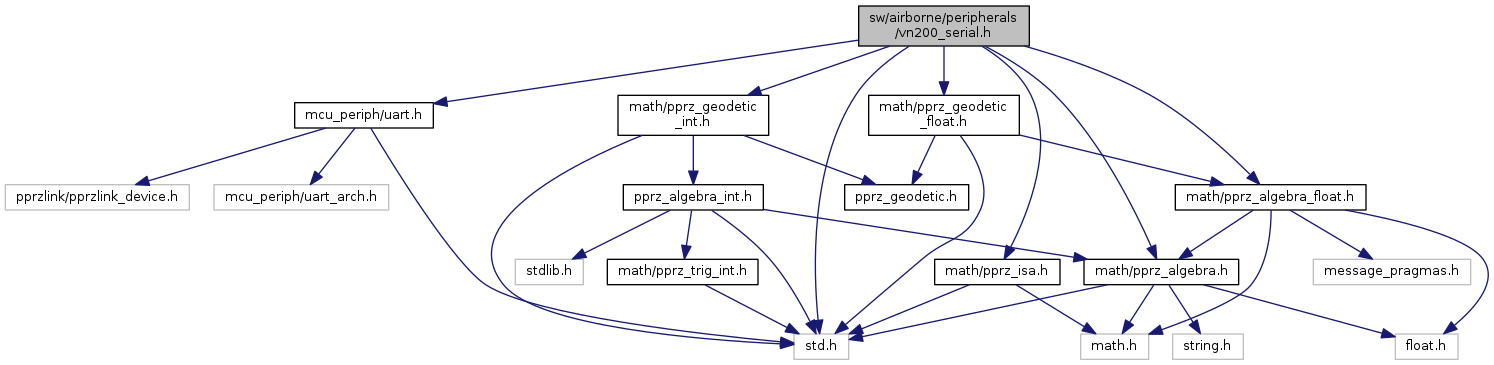 sw/airborne/peripherals
/vn200_serial.h
mcu_periph/uart.h
math/pprz_geodetic
_int.h
math/pprz_geodetic
_float.h
pprzlink/pprzlink_device.h
mcu_periph/uart_arch.h
pprz_algebra_int.h
pprz_geodetic.h
math/pprz_algebra_float.h
stdlib.h
math/pprz_trig_int.h
math/pprz_isa.h
math/pprz_algebra.h
message_pragmas.h
std.h
math.h
string.h
float.h